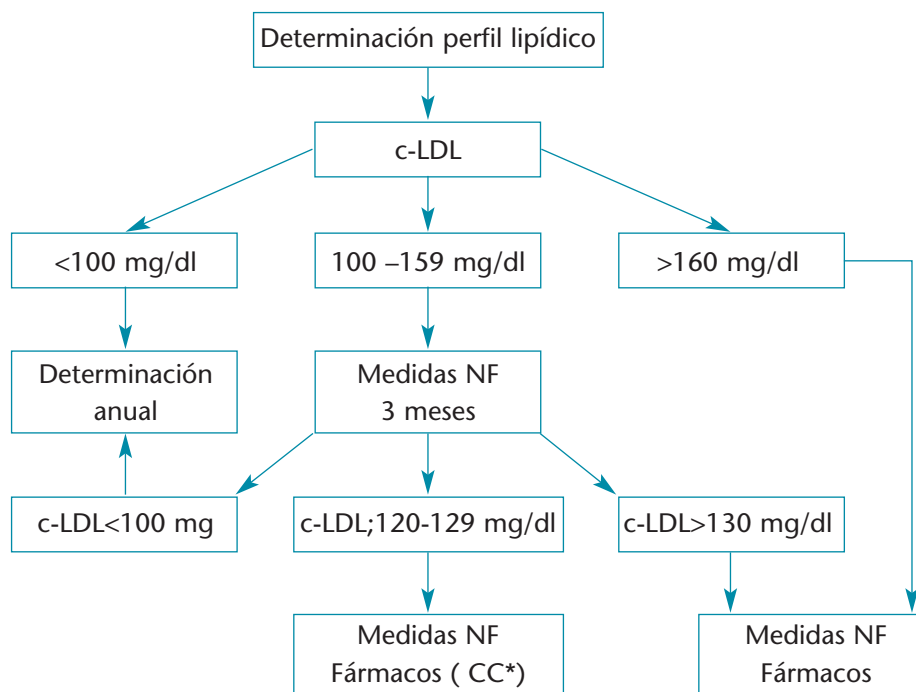 Determinación perfil lipídico
c-LDL
<100 mg/dl
100 –159 mg/dl
>160 mg/dl
Determinación
anual
Medidas NF
3 meses
c-LDL<100 mg
c-LDL;120-129 mg/dl
c-LDL>130 mg/dl
Medidas NF
Fármacos ( CC*)
Medidas NF
Fármacos